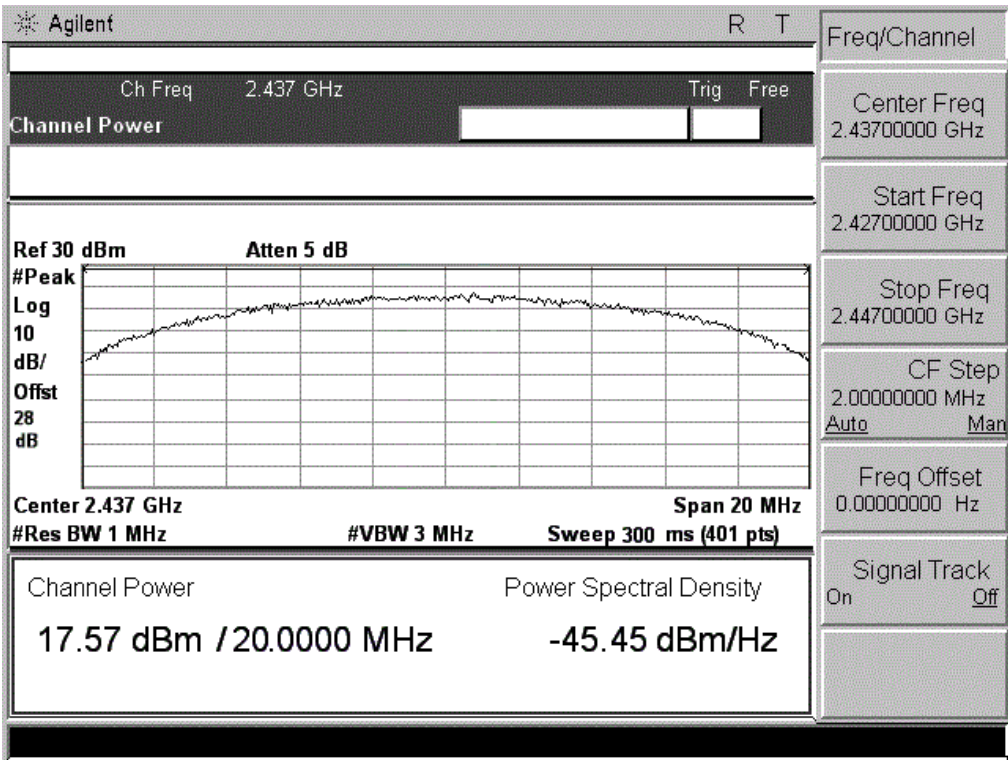 Agilent R T
Freq/Channel
Ch Freq 2.437 GHz Trig Free
Channel Power
Center Freq
2.43700000 GHz
Start Freq
2.42700000 GHz
Stop Freq
2.44700000 GHz
CF Step
2.00000000 MHz
Auto Man
Freq Offset
0.00000000 Hz
Signal Track
On Off
Ref 30 dBm Atten 5 dB
#Peak
Log
10
dB/
Offst
28
dB
Center 2.437 GHz Span 20 MHz
#Res BW 1 MHz #VBW 3 MHz Sweep 300 ms (401 pts)
Channel Power Power Spectral Density
17.57 dBm / 20.0000 MHz -45.45 dBm/Hz